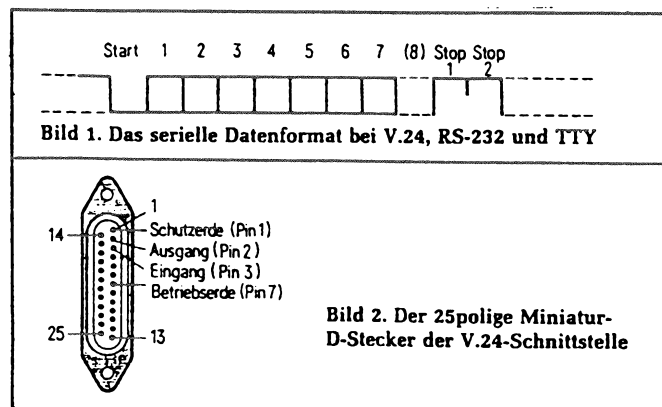 Start 1 2 3 4 5 6 7 (8) Stop Stop
1 2
Bild 1. Das serielle Datenformat bei V.24, RS-232 und TTY
1
14
Schutzerde (Pin 1)
Ausgang (Pin 2)
Eingang (Pin 3)
Betriebserde (Pin 7)
25
13
Bild 2. Der 25polige Miniatur-
D-Stecker der V.24-Schnittstelle